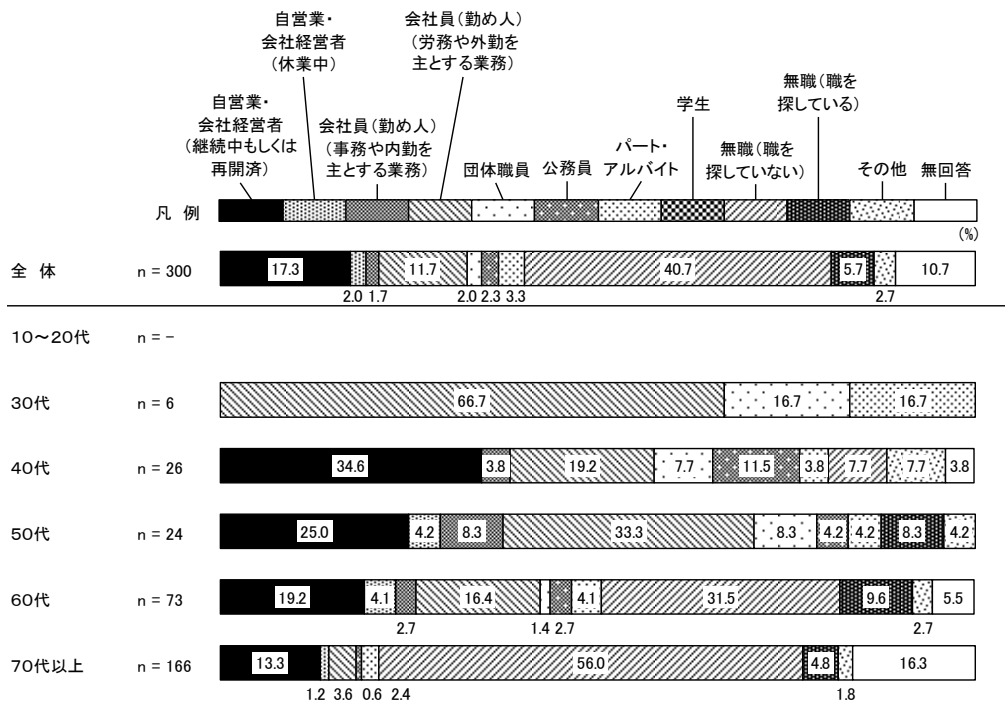 自営業・
会社経営者
(休業中)
会社員(勤め人)
(労務や外勤を
主とする業務)
自営業・
会社経営者
(継続中もしくは
再開済)
会社員(勤め人)
(事務や内勤を
主とする業務)
団体職員
公務員
パート・
アルバイト
学生
無職(職を
探していない)
無職(職を
探している)
その他
無回答
凡 例
(%)
全 体 n = 300 17.3 11.7 40.7 5.7 10.7
2.0 1.7 2.0 2.3 3.3 2.7
10～20代 n = -
30代 n = 6 66.7 16.7 16.7
40代 n = 26 34.6 3.8 19.2 7.7 11.5 3.8 7.7 7.7 3.8
50代 n = 24 25.0 4.2 8.3 33.3 8.3 4.2 4.2 8.3 4.2
60代 n = 73 19.2 4.1 16.4 4.1 31.5 9.6 5.5
2.7 1.4 2.7 2.7
70代以上 n = 166 13.3 56.0 4.8 16.3
1.2 3.6 0.6 2.4 1.8